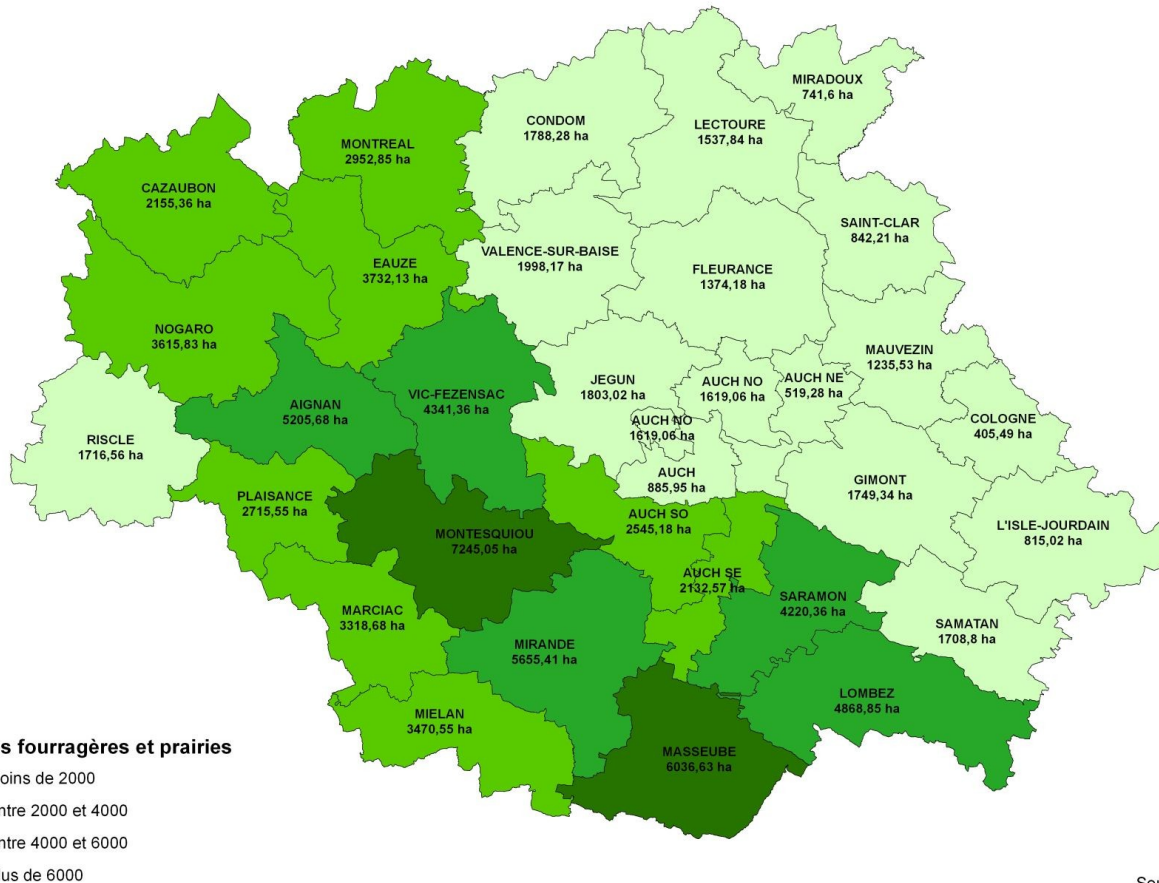 MIRADOUX
741,6 ha
CONDOM
1788,28 ha
LECTOURE
1537,84 ha
MONTREAL
2952,85 ha
CAZAUBON
2155,36 ha
SAINT-CLAR
842,21 ha
VALENCE-SUR-BAISE
1998,17 ha
EAUZE
3732,13 ha
FLEURANCE
1374,18 ha
NOGARO
3615,83 ha
MAUVEZIN
1235,53 ha
JEGUN
1803,02 ha
AUCH NO
1619,06 ha
AUCH NE
519,28 ha
VIC-FEZENSAC
4341,36 ha
AIGNAN
5205,68 ha
COLOGNE
405,49 ha
AUCH NO
1619,06 ha
RISCLE
1716,56 ha
AUCH
885,95 ha
GIMONT
1749,34 ha
PLAISANCE
2715,55 ha
AUCH SO
2545,18 ha
L'ISLE-JOURDAIN
815,02 ha
MONTESQUIOU
7245,05 ha
AUCH SE
2132,57 ha
SARAMON
4220,36 ha
MARCIAC
3318,68 ha
SAMATAN
1708,8 ha
MIRANDE
5655,41 ha
LOMBEZ
4868,85 ha
MIELAN
3470,55 ha
MASSEUBE
6036,63 ha
s fourragères et prairies
oins de 2000
ntre 2000 et 4000
ntre 4000 et 6000
lus de 6000